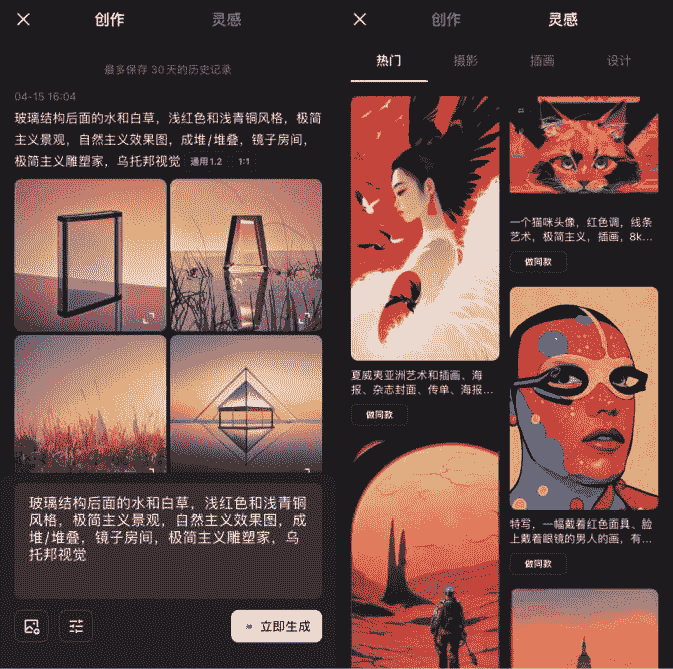 创作
灵感
最多保存 30 天的历史记录
04-15 16:04
玻璃结构后面的水和白草，浅红色和浅青铜风格，极简
主义景观，自然主义效果图，成堆/堆叠，镜子房间，
极简主义雕塑家，乌托邦视觉 通用1.2 1:1
玻璃结构后面的水和白草，浅红色和浅青铜
风格，极简主义景观，自然主义效果图，成
堆/堆叠，镜子房间，极简主义雕塑家，乌
托邦视觉
立即生成
创作
灵感
热门
摄影
插画
设计
夏威夷亚洲艺术和插画、海
报、杂志封面、传单、海报...
做同款
一个猫咪头像，红色调，线条
艺术，极简主义，插画，8k...
做同款
特写，一幅戴着红色面具、脸
上戴着眼镜的男人的画，有...
做同款